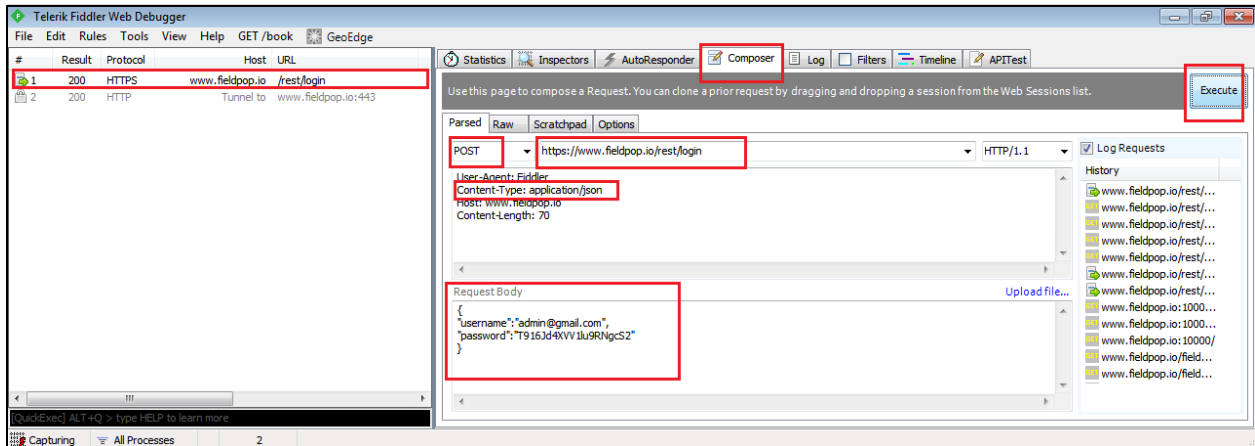 Telerik Fiddler Web Debugger
File Edit Rules Tools View Help GET /book GeoEdge
# Result Protocol Host URL
1 200 HTTPS www.fieldpop.io /rest/login
2 200 HTTP Tunnel to www.fieldpop.io:443
Statistics Inspectors AutoResponder Composer Log Filters Timeline APITest
Use this page to compose a Request. You can clone a prior request by dragging and dropping a session from the Web Sessions list.
Execute
Parsed Raw Scratchpad Options
POST https://www.fieldpop.io/rest/login HTTP/1.1
User-Agent: Fiddler
Content-Type: application/json
Host: www.fieldpop.io
Content-Length: 70
Request Body Upload file...
{
"username":"admin@gmail.com",
"password":"T916Jd4XVV1lu9RNgcS2"
}
Log Requests
History
www.fieldpop.io/rest/...
www.fieldpop.io/rest/...
www.fieldpop.io/rest/...
www.fieldpop.io/rest/...
www.fieldpop.io/rest/...
www.fieldpop.io/rest/...
www.fieldpop.io:1000...
www.fieldpop.io:1000...
www.fieldpop.io:10000/
www.fieldpop.io/field...
www.fieldpop.io/field...
[QuickExec] ALT+Q > type HELP to learn more
Capturing All Processes 2